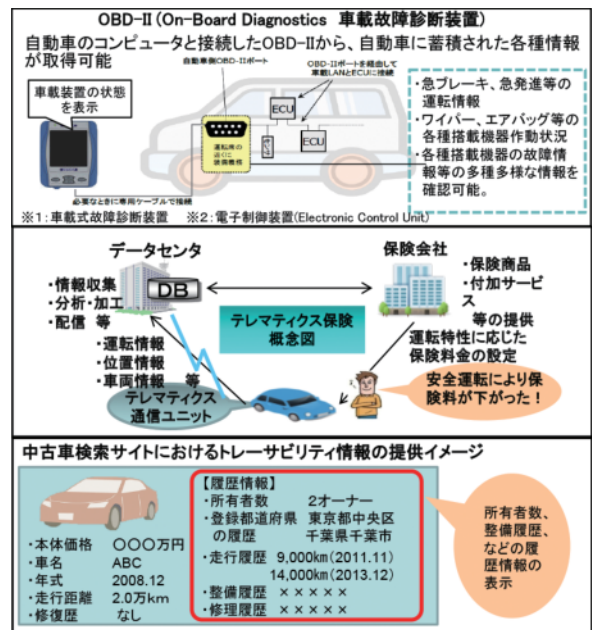 OBD-Ⅱ(On-Board Diagnostics 車載故障診断装置)
自動車のコンピュータと接続したOBD-Ⅱから、自動車に蓄積された各種情報
が取得可能
自動車側OBD-Ⅱポート
OBD-Ⅱポートを経由して
車載LANとECUに接続
車載装置の状態
を表示
ECU
ECU
運転席の
近くに
装備義務
・急ブレーキ、急発進等の
運転情報
・ワイパー、エアバッグ等の
各種搭載機器作動状況
・各種搭載機器の故障情
報等の多種多様な情報を
確認可能。
必要なときに専用ケーブルで接続
※1:車載式故障診断装置 ※2:電子制御装置(Electronic Control Unit)
データセンタ
・情報収集
・分析・加工
・配信 等
DB
保険会社
・保険商品
・付加サービ
ス
等の提供
テレマティクス保険
概念図
運転特性に応じた
保険料金の設定
・運転情報
・位置情報
・車両情報 等
テレマティクス
通信ユニット
安全運転により保
険料が下がった！
中古車検索サイトにおけるトレーサビリティ情報の提供イメージ
・本体価格 〇〇〇万円
・車名 ABC
・年式 2008.12
・走行距離 2.0万km
・修復歴 なし
【履歴情報】
・所有者数 2オーナー
・登録都道府県 東京都中央区
の履歴 千葉県千葉市
・走行履歴 9,000km(2011.11)
14,000km(2013.12)
・整備履歴 ×××××
・修理履歴 ×××××
所有者数、
整備履歴、
などの履
歴情報の
表示